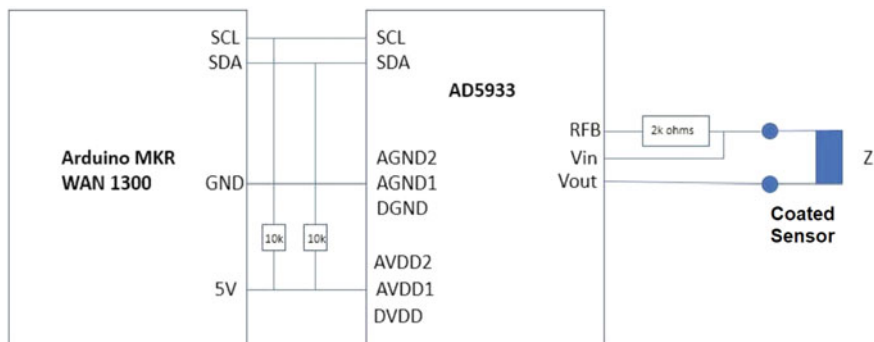 SCL
SDA
Arduino MKR
WAN 1300
GND
5V
10k
10k
SCL
SDA
AD5933
AGND2
AGND1
DGND
AVDD2
AVDD1
DVDD
RFB
Vin
Vout
2k ohms
Z
Coated
Sensor